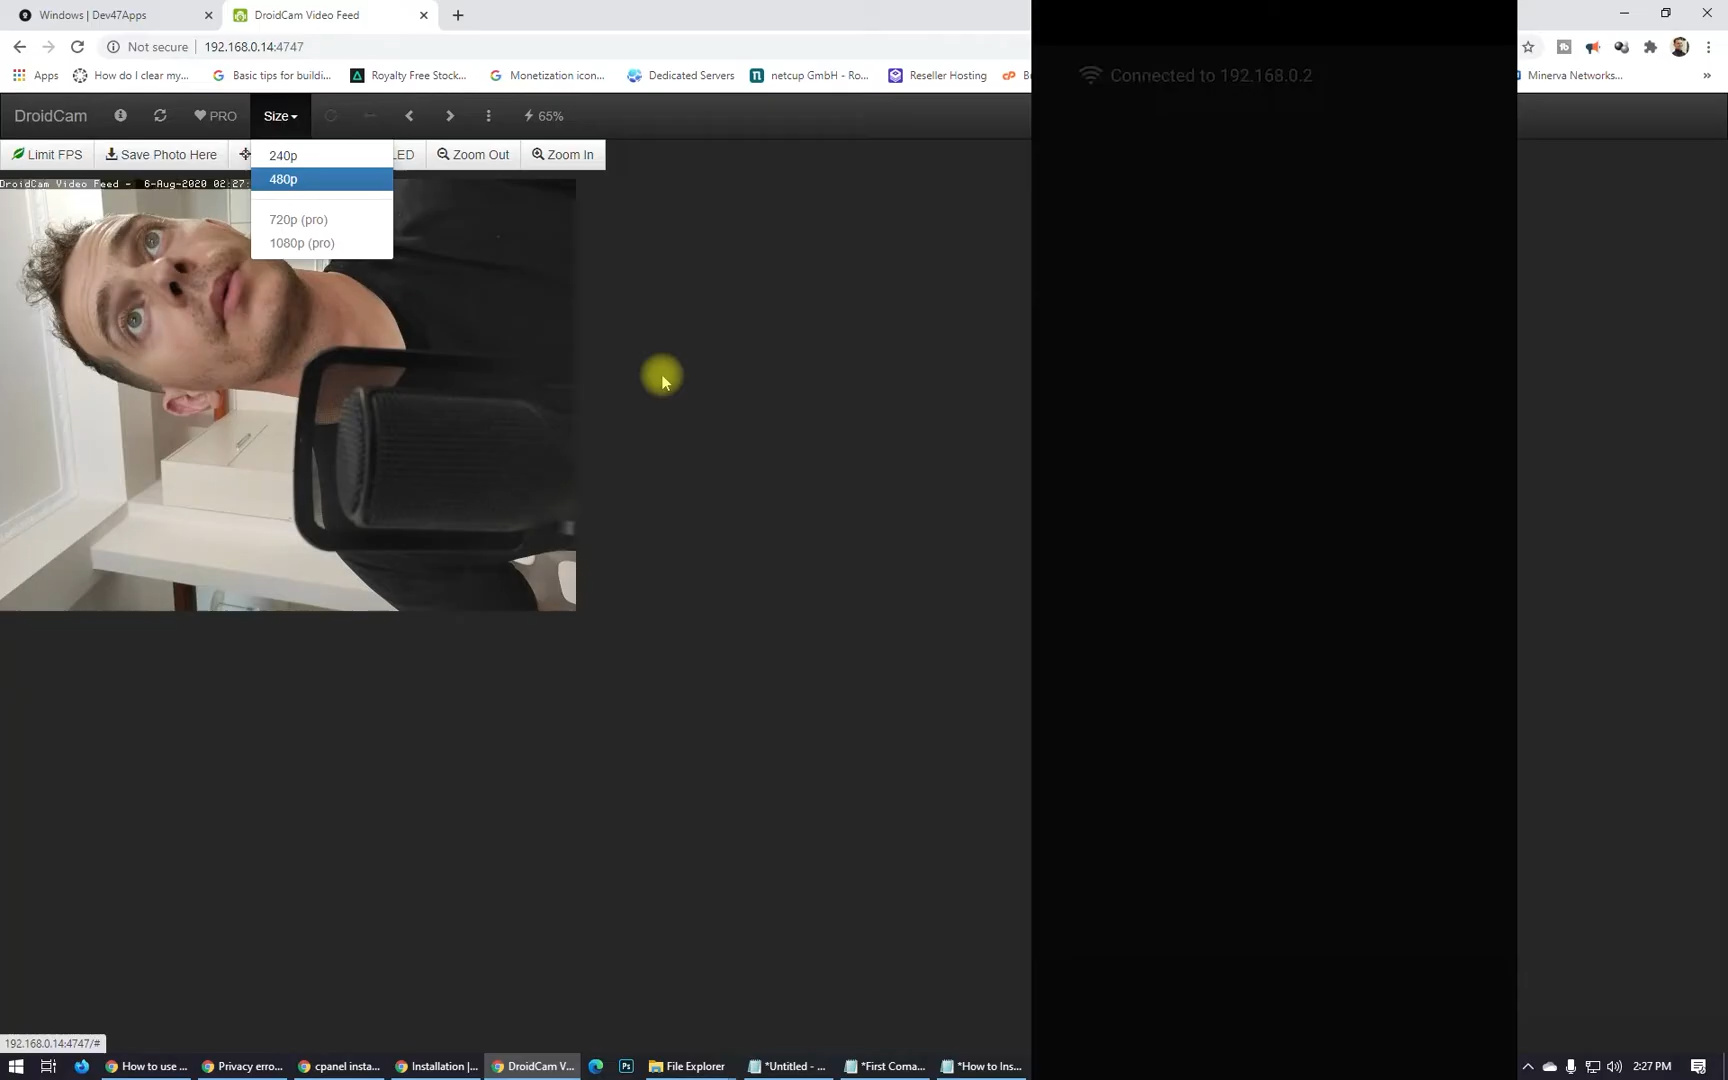 Windows | Dev47Apps
DroidCam Video Feed
Not secure
192.168.0.14:4747
Apps
How do I clear my...
Basic tips for buildi...
Royalty Free Stock...
Monetization icon...
Dedicated Servers
netcup GmbH - Ro...
Reseller Hosting
Minerva Networks...
Connected to 192.168.0.2
DroidCam
PRO
Size
65%
Limit FPS
Save Photo Here
LED
Zoom Out
Zoom In
240p
480p
720p (pro)
1080p (pro)
DroidCam Video Feed - 6-Aug-2020 02:27:
192.168.0.14:4747/#
How to use ...
Privacy erro...
cpanel insta...
Installation |...
DroidCam V...
File Explorer
*Untitled - ...
*First Coma...
*How to Ins...
2:27 PM